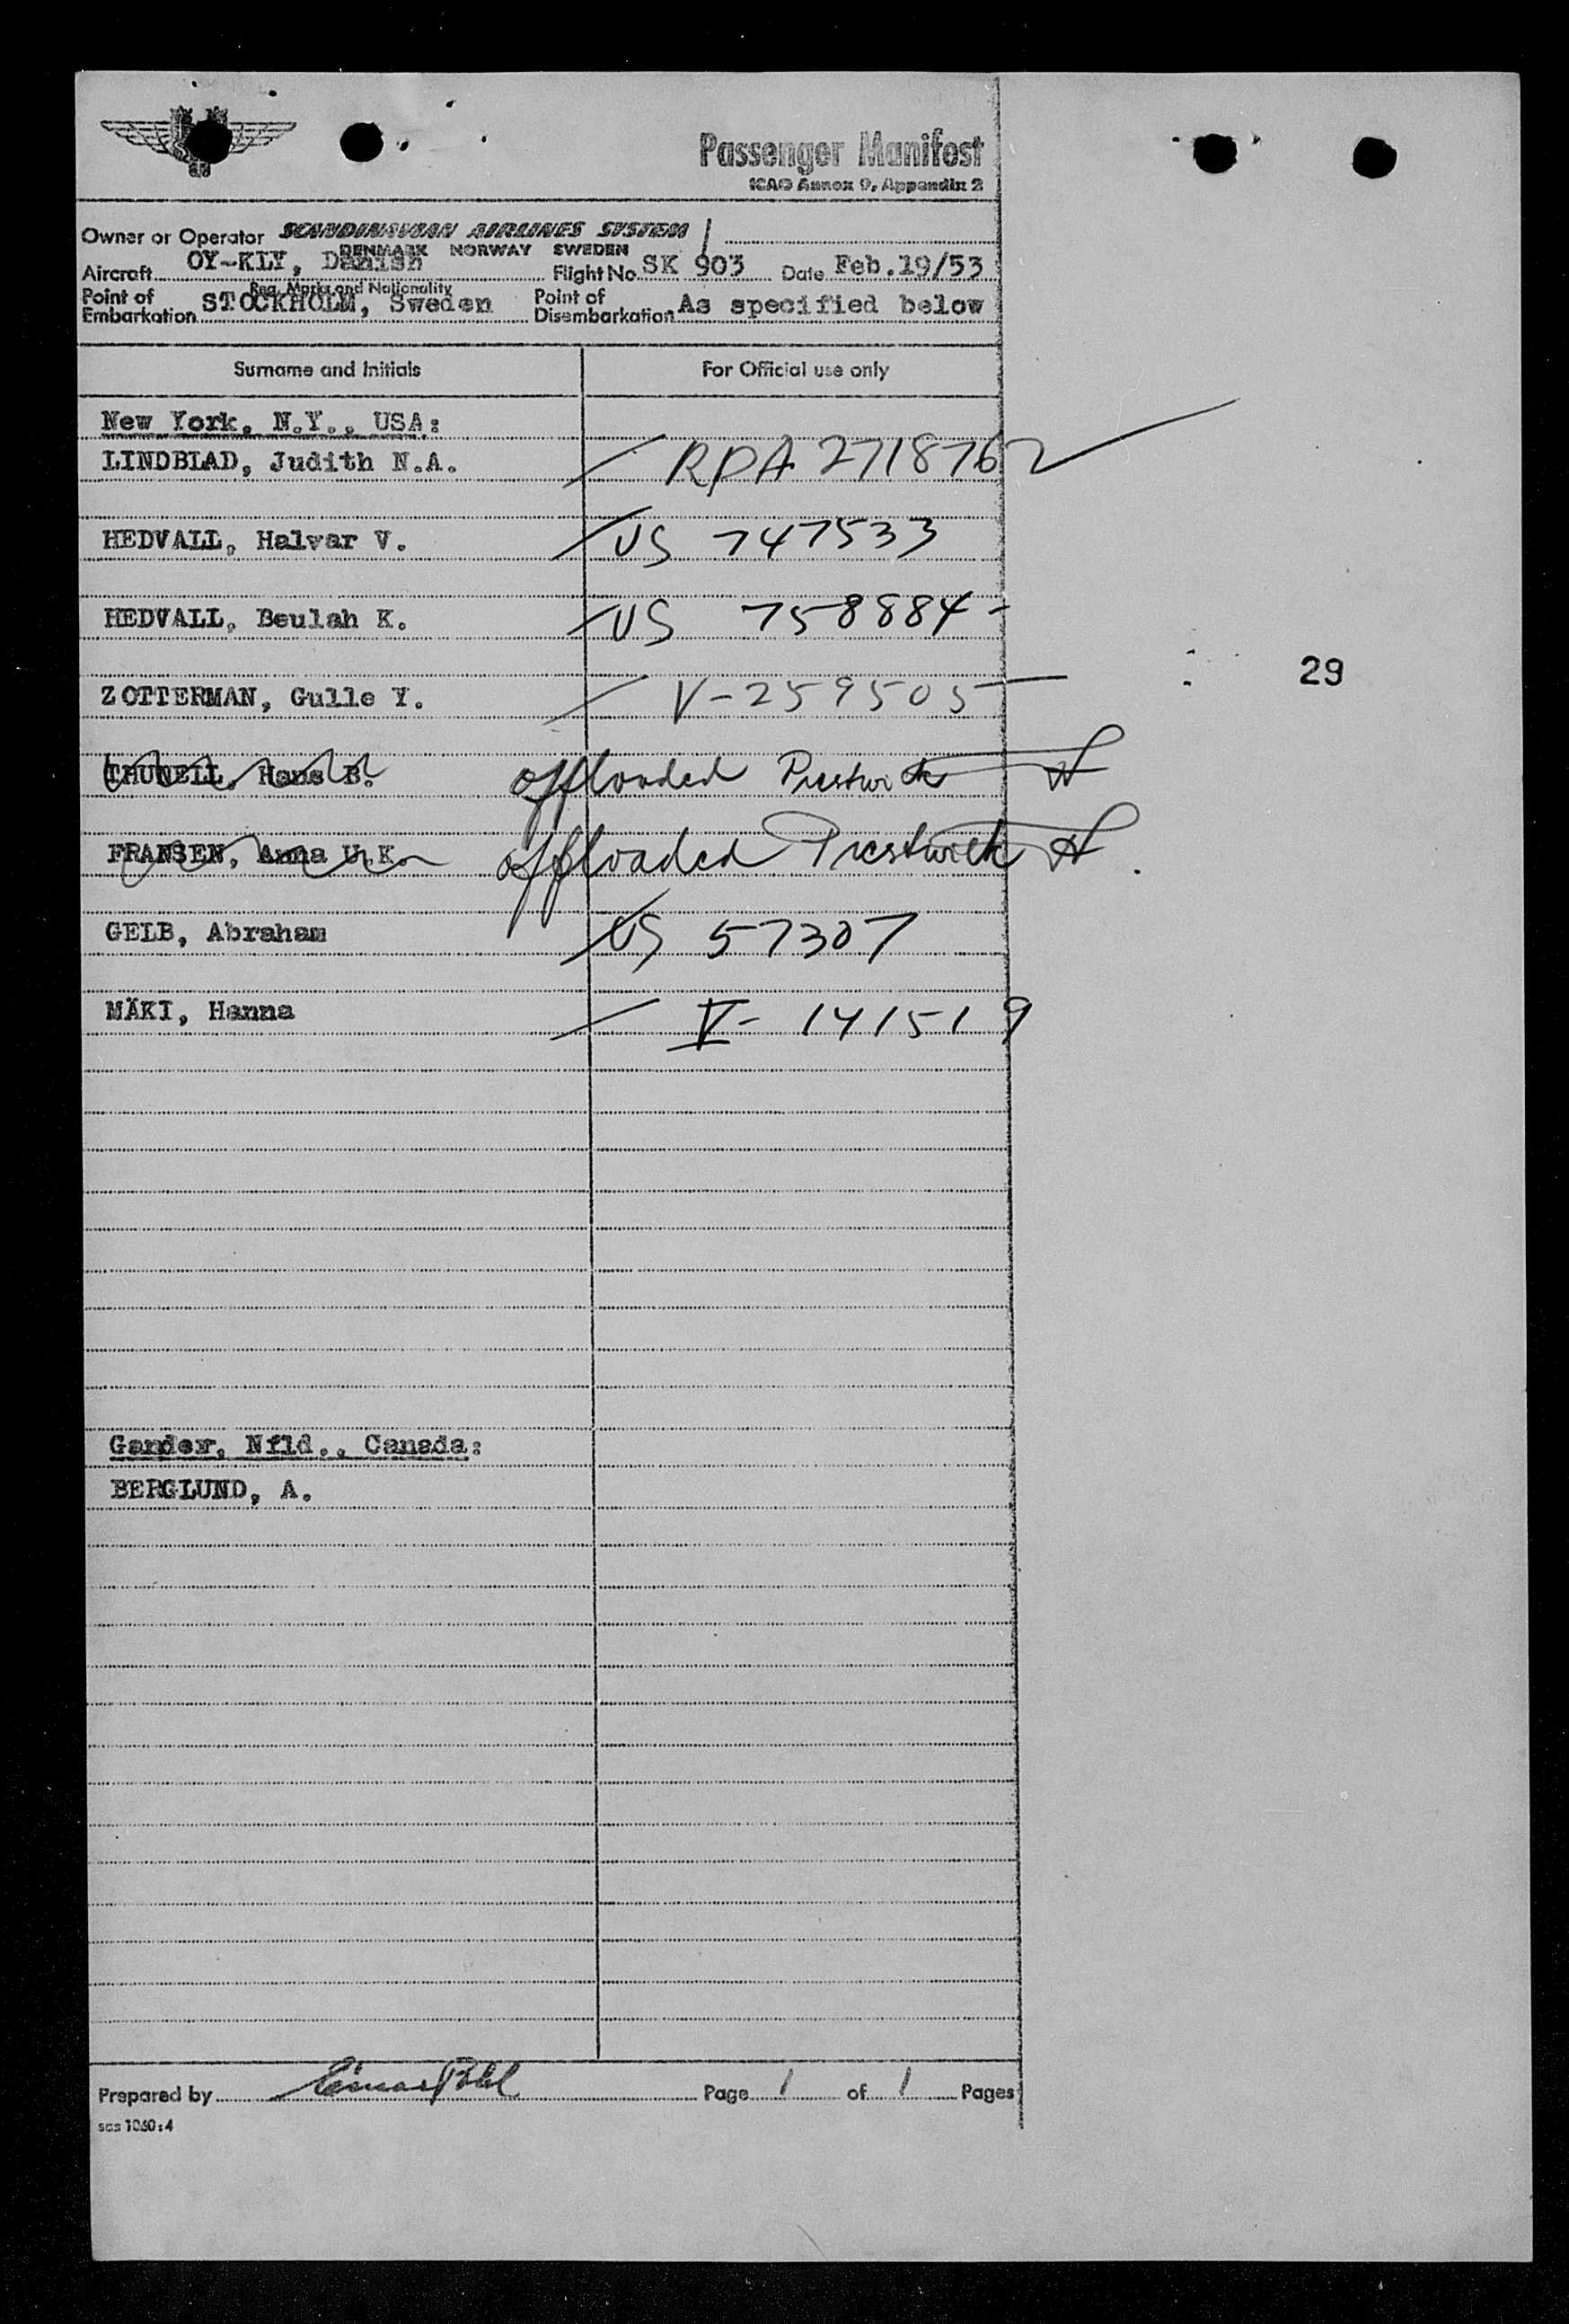 Passenger Manifest
ICAO Annex 9, Appendix 2
Owner or Operator SCANDINAVIAN AIRLINES SYSTEM
DENMARK NORWAY SWEDEN
Aircraft OY-KLY, Danish Flight No. SK 903 Date Feb.19/53
Reg. Marks and Nationality
Point of Embarkation STOCKHOLM, Sweden Point of Disembarkation As specified below
Surname and Initials For Official use only
New York, N.Y., USA:
LINDBLAD, Judith N.A. RPA 2718762
HEDVALL, Halvar V. US 747533
HEDVALL, Beulah K. US 758884
29
ZOTTERMAN, Gulle Y. V-259505
THUNELL, Hans B. offloaded Prestwick
FRANSEN, Anna U.K. offloaded Prestwick
GELB, Abraham US 57307
MÄKI, Hanna V- 141519
Gander, Nfld., Canada:
BERGLUND, A.
Prepared by Page 1 of 1 Pages
sas 1060:4